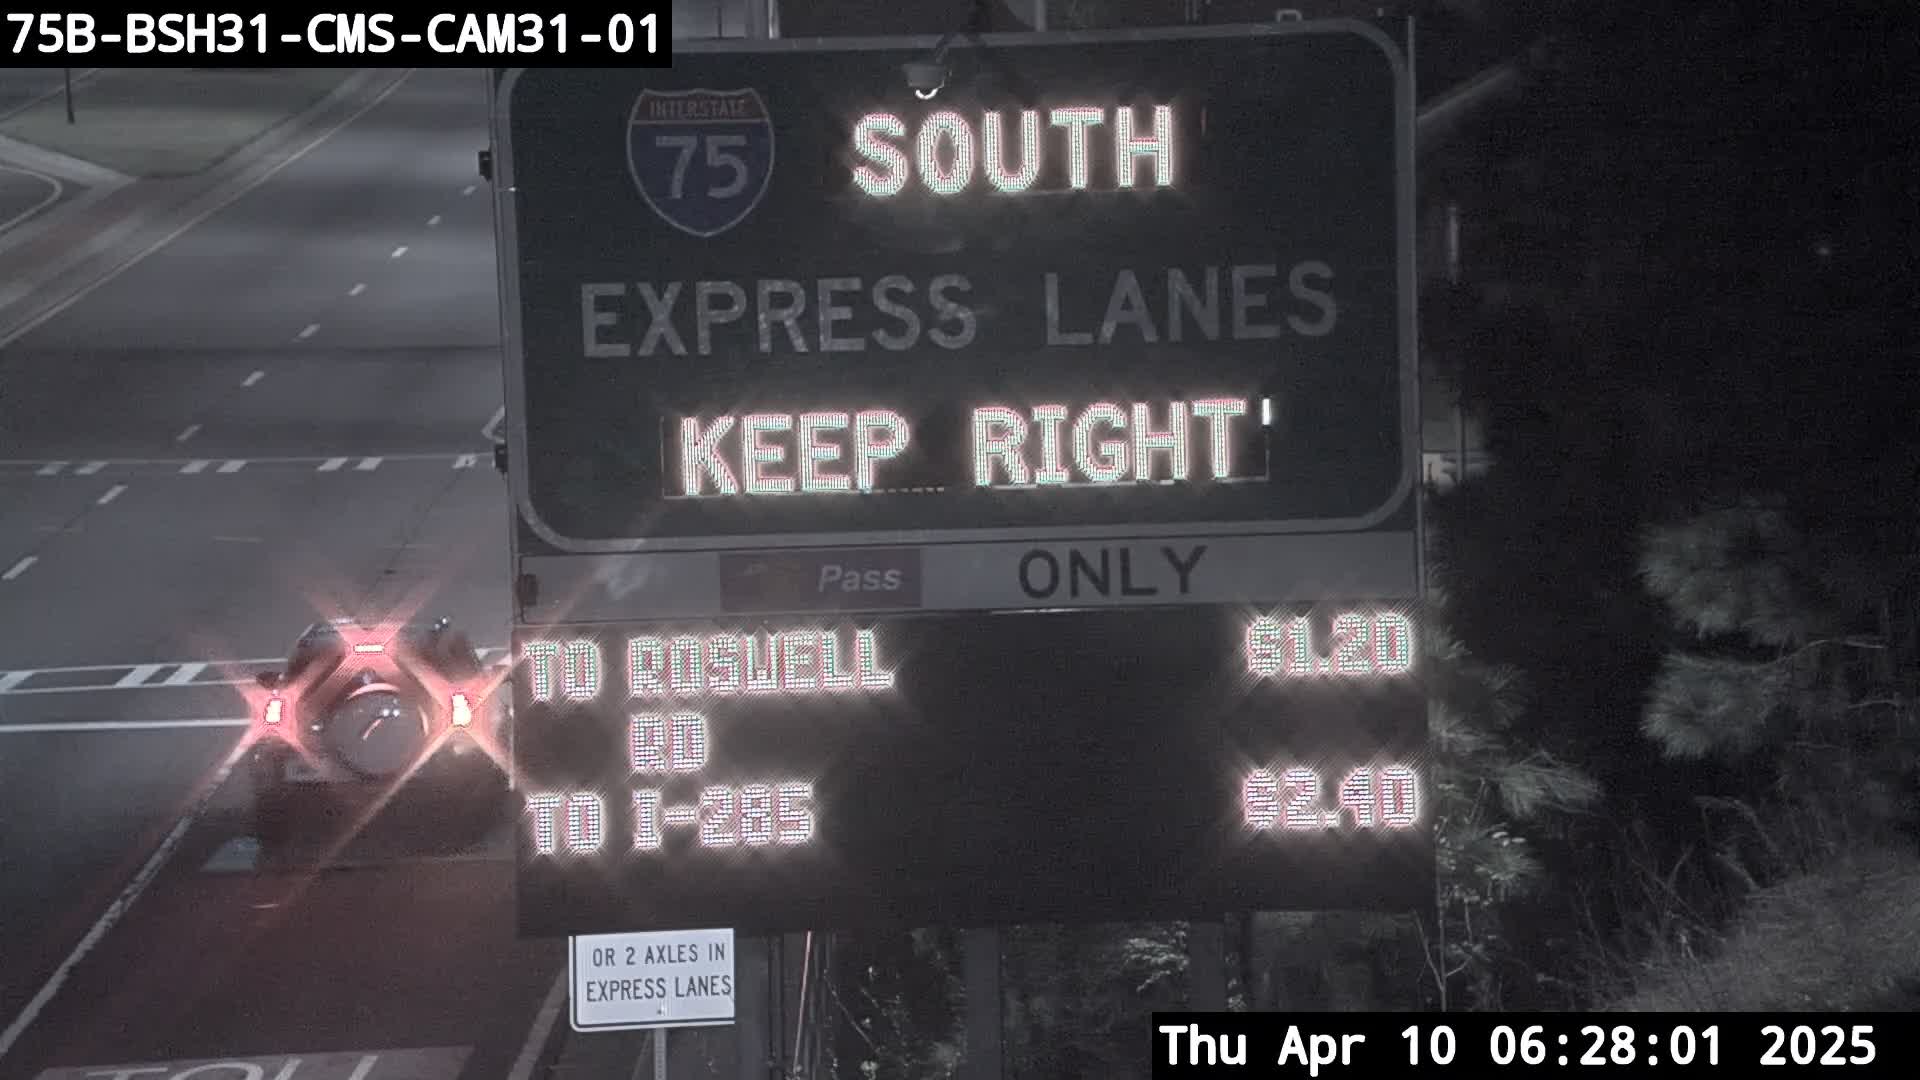 75B-BSH31-CMS-CAM31-01
INTERSTATE
75
SOUTH
EXPRESS LANES
KEEP RIGHT
Pass ONLY
TO ROSWELL $1.20
RD
TO I-285 $2.40
OR 2 AXLES IN
EXPRESS LANES
TOLL
Thu Apr 10 06:28:01 2025